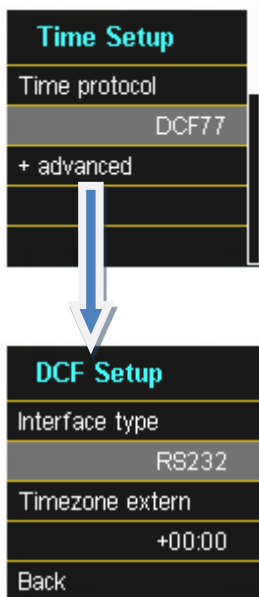 Time Setup
Time protocol
DCF77
+ advanced
DCF Setup
Interface type
RS232
Timezone extern
+00:00
Back